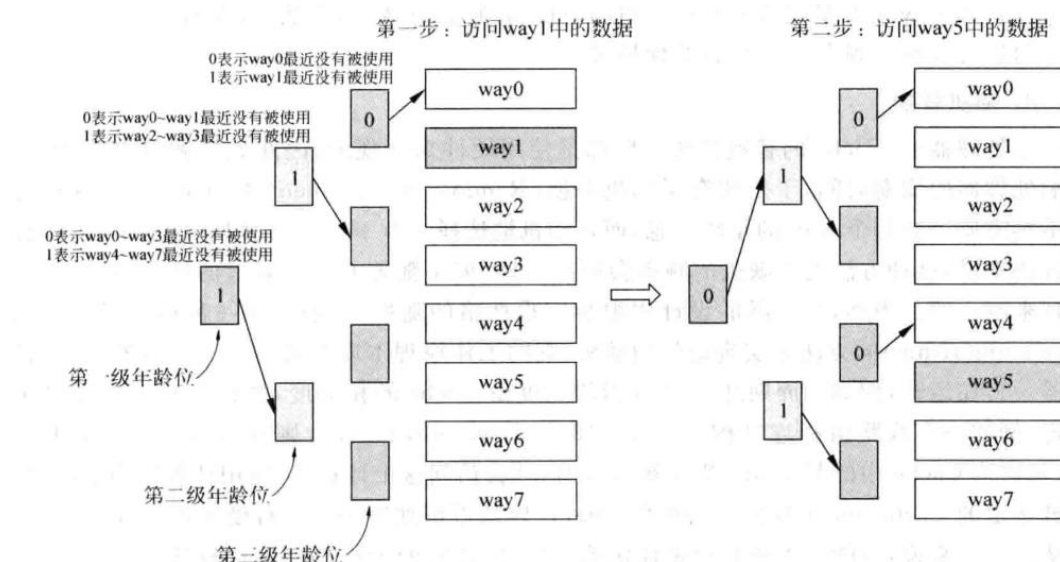 第一步：访问way1中的数据
第二步：访问way5中的数据
0表示way0最近没有被使用
1表示way1最近没有被使用
0表示way0~way1最近没有被使用
1表示way2~way3最近没有被使用
0表示way0~way3最近没有被使用
1表示way4~way7最近没有被使用
0
1
1
way0
way1
way2
way3
way4
way5
way6
way7
第一级年龄位
第二级年龄位
第三级年龄位
0
1
0
0
1
way0
way1
way2
way3
way4
way5
way6
way7